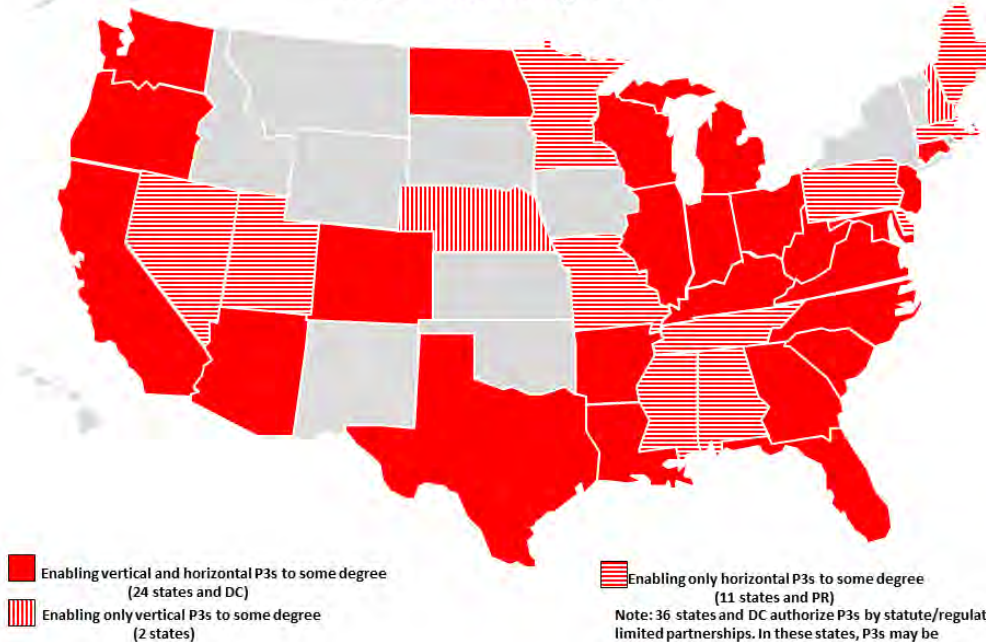 Enabling vertical and horizontal P3s to some degree
(24 states and DC)
Enabling only vertical P3s to some degree
(2 states)
Enabling only horizontal P3s to some degree
(11 states and PR)
Note: 36 states and DC authorize P3s by statute/regulat
limited partnerships. In these states, P3s may be